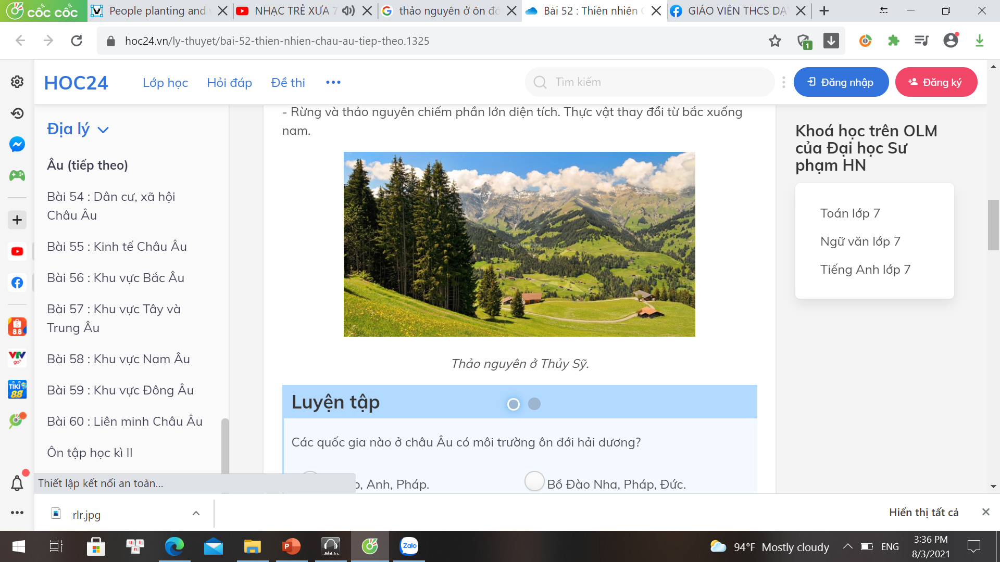 cốc cốc
People planting and
NHẠC TRẺ XƯA 7
thảo nguyên ở ôn đớ
Bài 52 : Thiên nhiên
GIÁO VIÊN THCS DẠY
hoc24.vn/ly-thuyet/bai-52-thien-nhien-chau-au-tiep-theo.1325
1
HOC24
Lớp học
Hỏi đáp
Đề thi
Tìm kiếm
Đăng nhập
Đăng ký
Địa lý
Âu (tiếp theo)
Bài 54 : Dân cư, xã hội
Châu Âu
Bài 55 : Kinh tế Châu Âu
Bài 56 : Khu vực Bắc Âu
Bài 57 : Khu vực Tây và
Trung Âu
Bài 58 : Khu vực Nam Âu
Bài 59 : Khu vực Đông Âu
Bài 60 : Liên minh Châu Âu
Ôn tập học kì II
- Rừng và thảo nguyên chiếm phần lớn diện tích. Thực vật thay đổi từ bắc xuống
nam.
Thảo nguyên ở Thủy Sỹ.
Luyện tập
Các quốc gia nào ở châu Âu có môi trường ôn đới hải dương?
, Anh, Pháp.
Bồ Đào Nha, Pháp, Đức.
Khoá học trên OLM
của Đại học Sư
phạm HN
Toán lớp 7
Ngữ văn lớp 7
Tiếng Anh lớp 7
S
88
VTV
go
TIKI
88
Thiết lập kết nối an toàn...
rlr.jpg
Hiển thị tất cả
u
i
n
P
Zalo
94°F Mostly cloudy
ENG
3:36 PM
8/3/2021